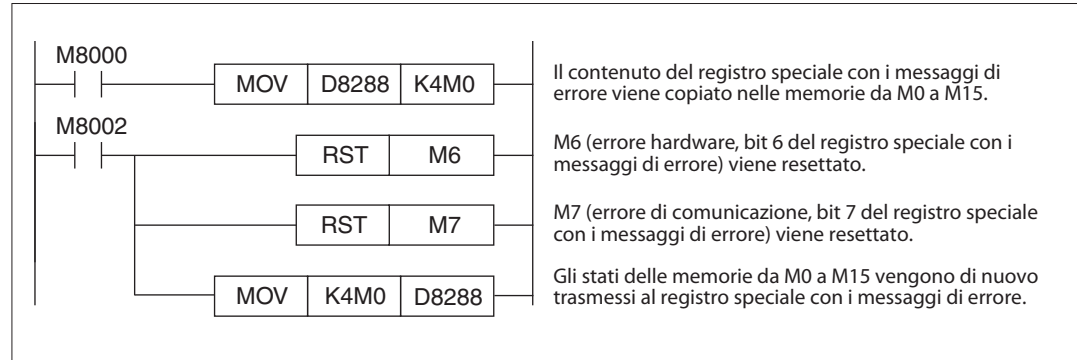 M8000
MOV D8288 K4M0
Il contenuto del registro speciale con i messaggi di
errore viene copiato nelle memorie da M0 a M15.
M8002
RST M6
M6 (errore hardware, bit 6 del registro speciale con i
messaggi di errore) viene resettato.
RST M7
M7 (errore di comunicazione, bit 7 del registro speciale
con i messaggi di errore) viene resettato.
MOV K4M0 D8288
Gli stati delle memorie da M0 a M15 vengono di nuovo
trasmessi al registro speciale con i messaggi di errore.